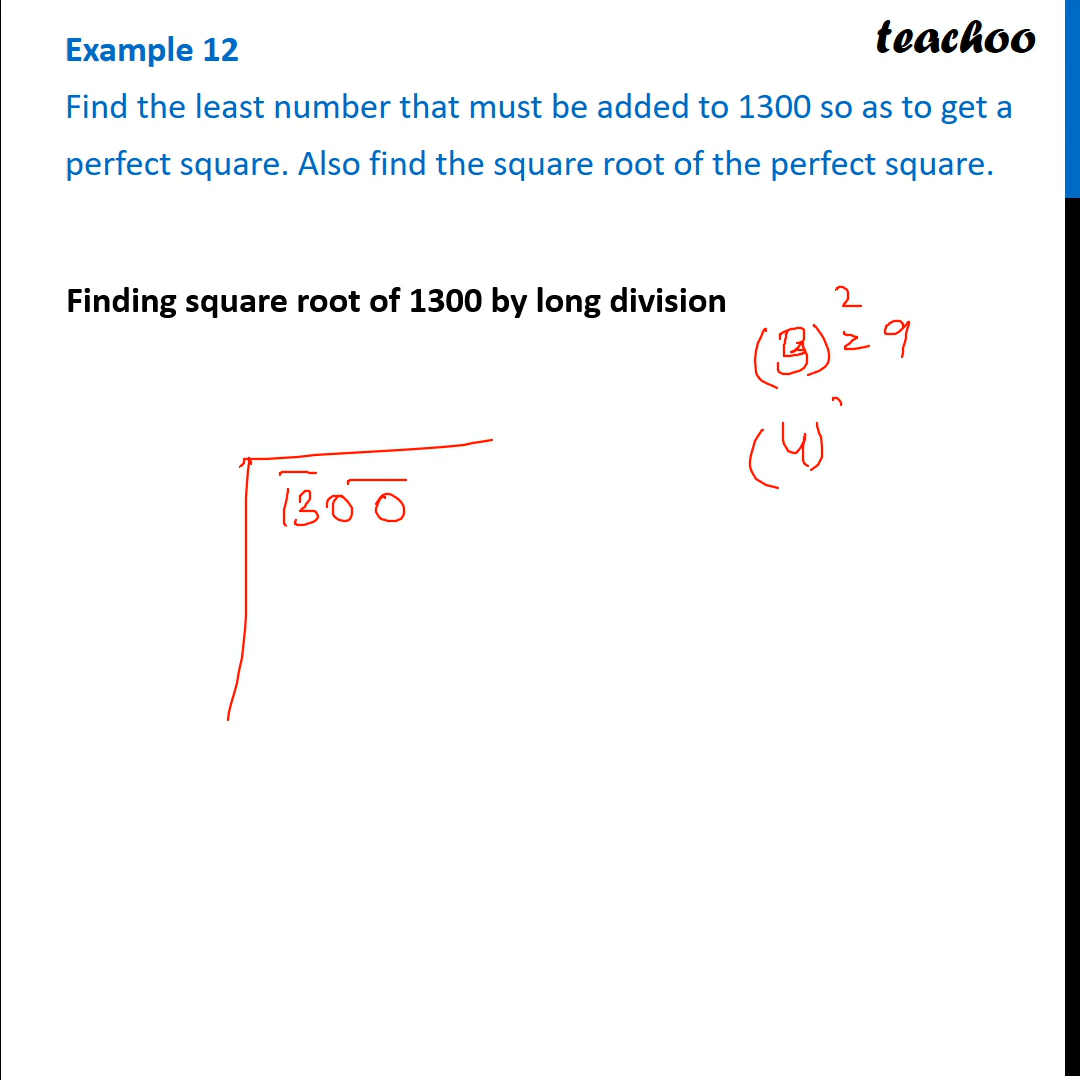 teachoo
Example 12
Find the least number that must be added to 1300 so as to get a
perfect square. Also find the square root of the perfect square.
Finding square root of 1300 by long division
(3)² = 9
(4)²
1300